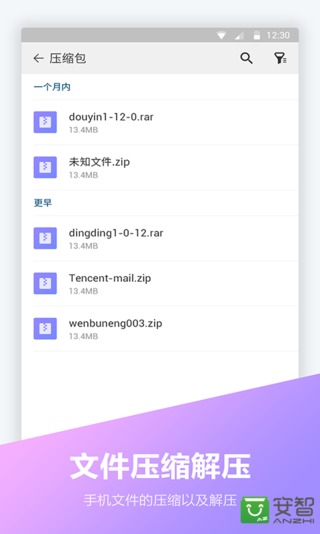 12:30
压缩包
一个月内
douyin1-12-0.rar
13.4MB
未知文件.zip
13.4MB
更早
dingding1-0-12.rar
13.4MB
Tencent-mail.zip
13.4MB
wenbuneng003.zip
13.4MB
文件压缩解压
手机文件的压缩以及解压
安智
ANZHI
AZ